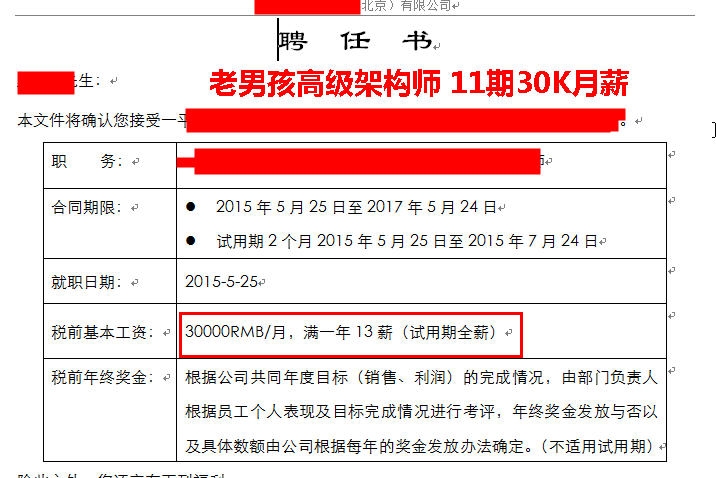 北京）有限公司
聘 任 书
先生：
老男孩高级架构师 11期30K月薪
本文件将确认您接受一
。
职 务：
合同期限：
● 2015 年 5 月 25 日至 2017 年 5 月 24 日
● 试用期 2 个月 2015 年 5 月 25 日至 2015 年 7 月 24 日
就职日期：
2015-5-25
税前基本工资：
30000RMB/月，满一年 13 薪（试用期全薪）
税前年终奖金：
根据公司共同年度目标（销售、利润）的完成情况，由部门负责人
根据员工个人表现及目标完成情况进行考评，年终奖金发放与否以
及具体数额由公司根据每年的奖金发放办法确定。（不适用试用期）